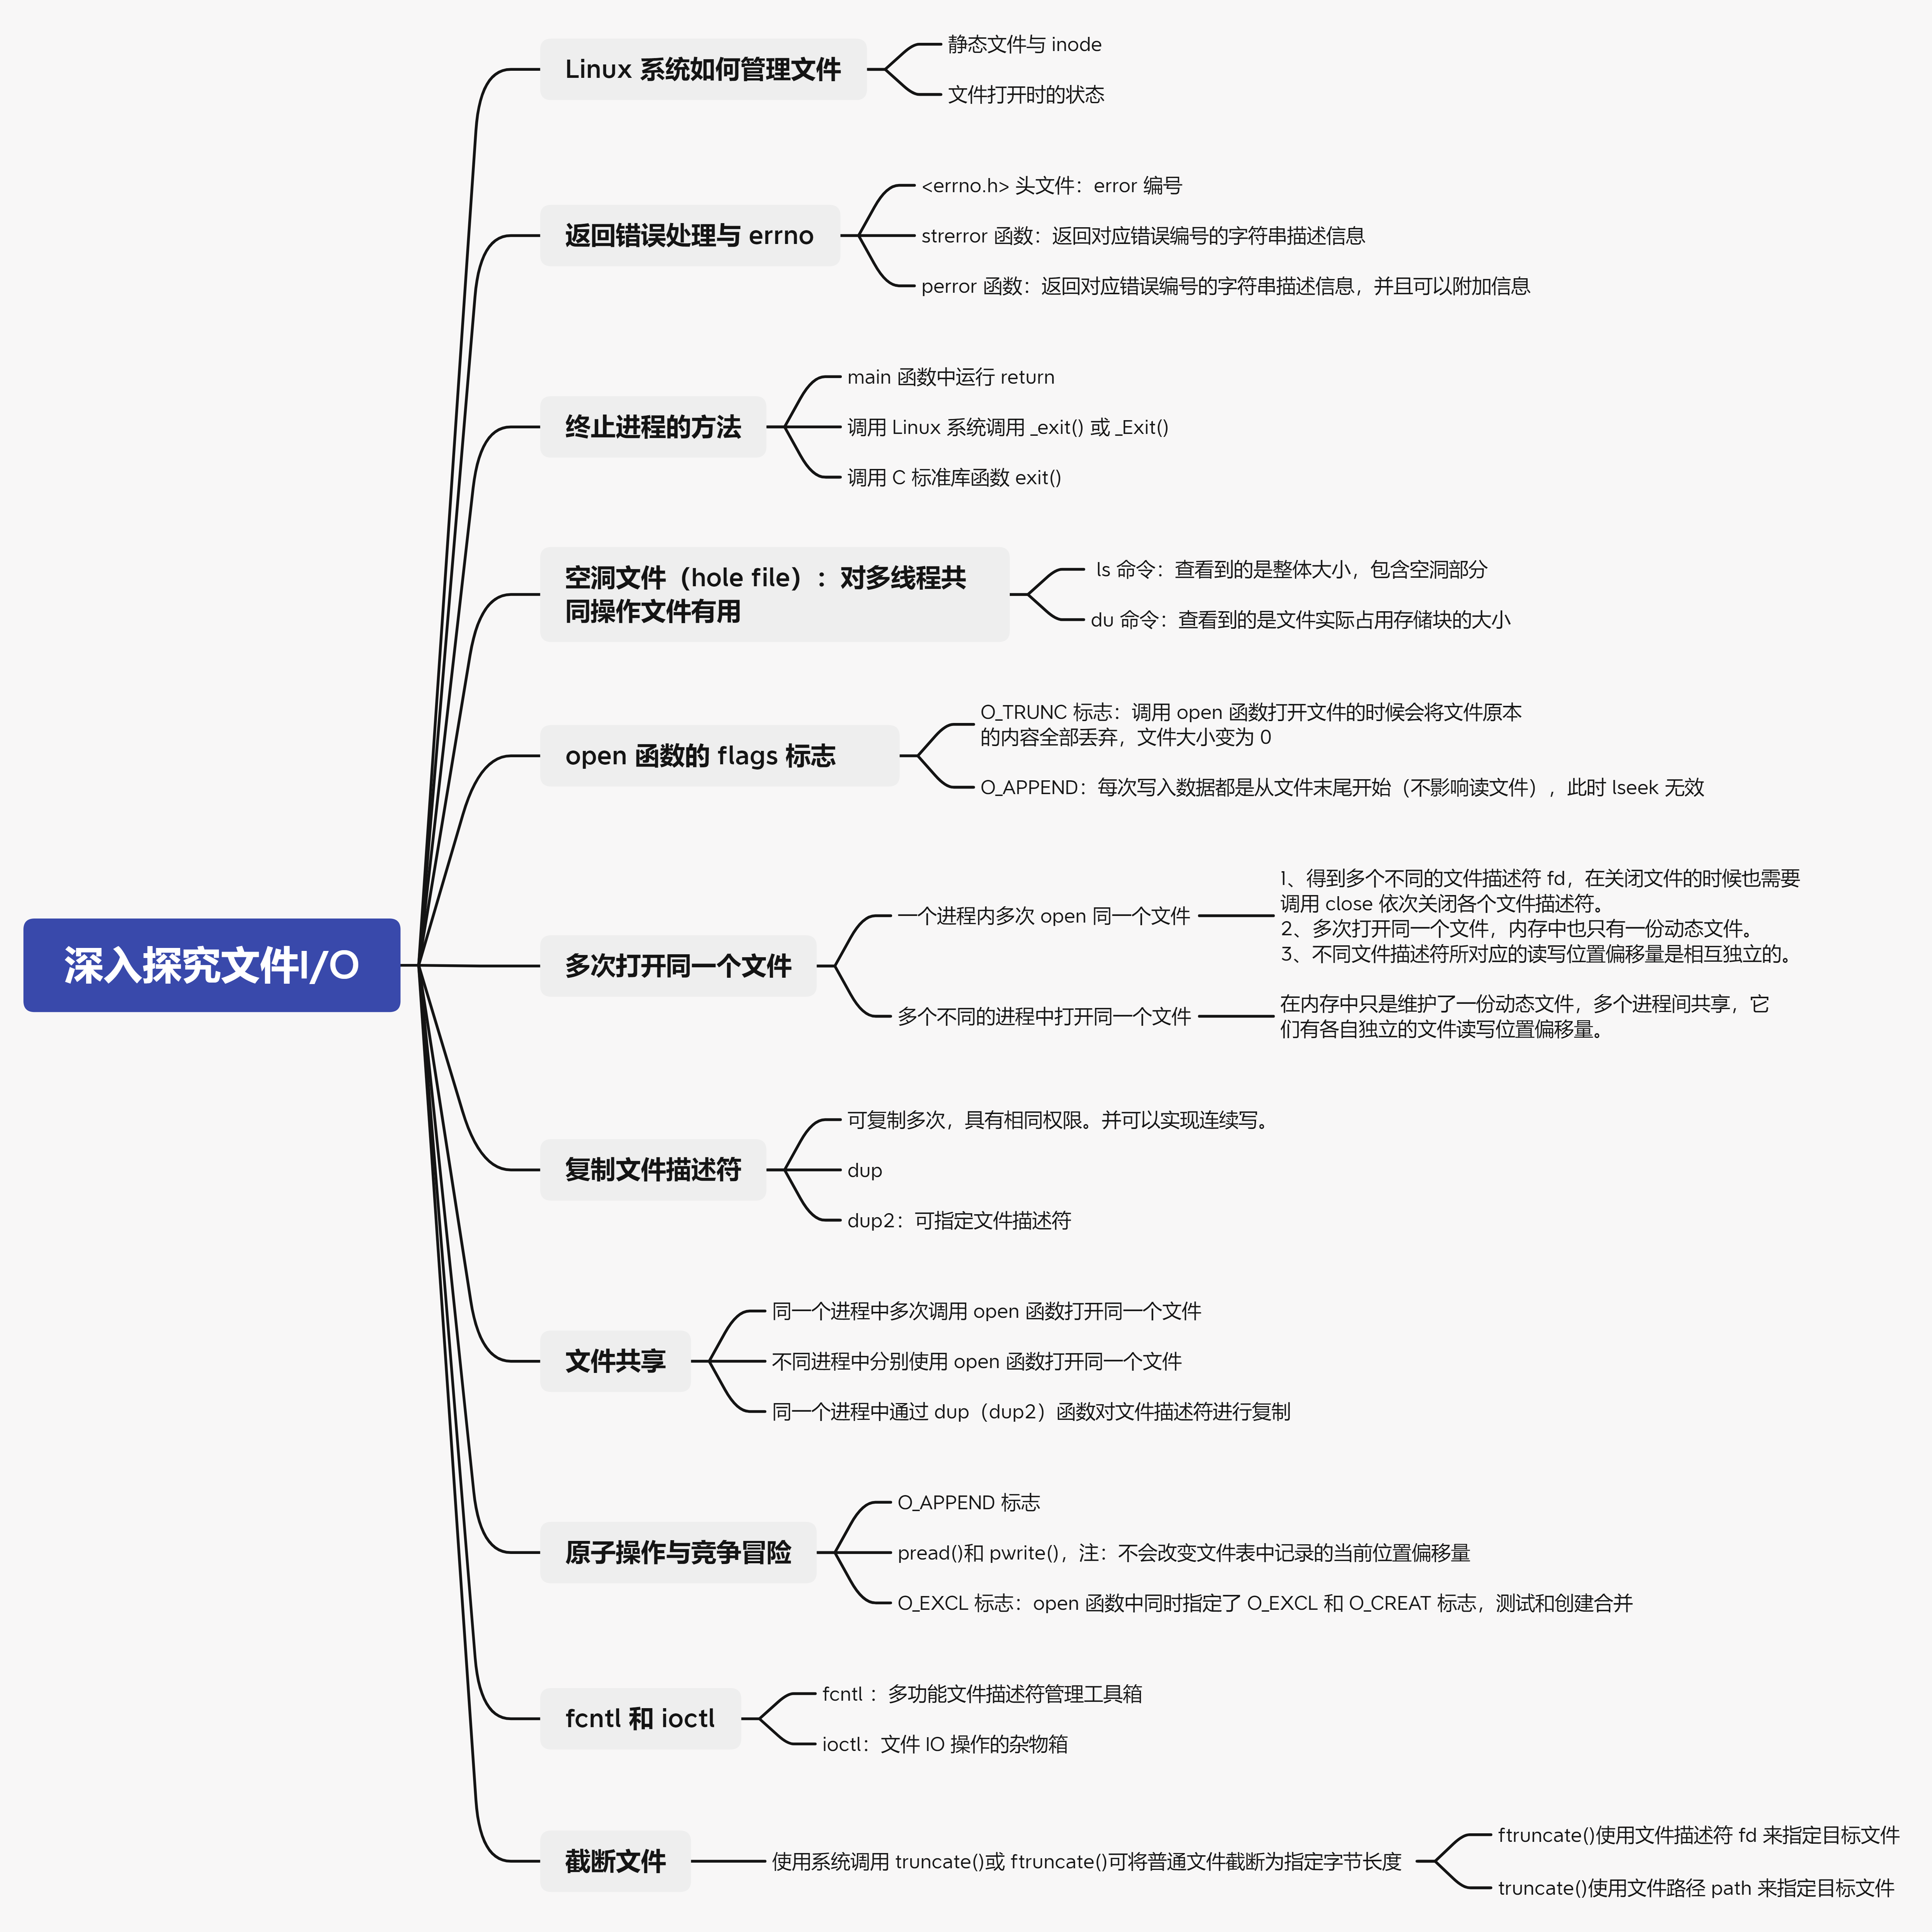 深入探究文件I/O
Linux 系统如何管理文件
静态文件与 inode
文件打开时的状态
返回错误处理与 errno
<errno.h> 头文件：error 编号
strerror 函数：返回对应错误编号的字符串描述信息
perror 函数：返回对应错误编号的字符串描述信息，并且可以附加信息
终止进程的方法
main 函数中运行 return
调用 Linux 系统调用 _exit() 或 _Exit()
调用 C 标准库函数 exit()
空洞文件（hole file）：对多线程共
同操作文件有用
ls 命令：查看到的是整体大小，包含空洞部分
du 命令：查看到的是文件实际占用存储块的大小
open 函数的 flags 标志
O_TRUNC 标志：调用 open 函数打开文件的时候会将文件原本
的内容全部丢弃，文件大小变为 0
O_APPEND：每次写入数据都是从文件末尾开始（不影响读文件），此时 lseek 无效
多次打开同一个文件
一个进程内多次 open 同一个文件
1、得到多个不同的文件描述符 fd，在关闭文件的时候也需要
调用 close 依次关闭各个文件描述符。
2、多次打开同一个文件，内存中也只有一份动态文件。
3、不同文件描述符所对应的读写位置偏移量是相互独立的。
多个不同的进程中打开同一个文件
在内存中只是维护了一份动态文件，多个进程间共享，它
们有各自独立的文件读写位置偏移量。
复制文件描述符
可复制多次，具有相同权限。并可以实现连续写。
dup
dup2：可指定文件描述符
文件共享
同一个进程中多次调用 open 函数打开同一个文件
不同进程中分别使用 open 函数打开同一个文件
同一个进程中通过 dup（dup2）函数对文件描述符进行复制
原子操作与竞争冒险
O_APPEND 标志
pread()和 pwrite()，注：不会改变文件表中记录的当前位置偏移量
O_EXCL 标志：open 函数中同时指定了 O_EXCL 和 O_CREAT 标志，测试和创建合并
fcntl 和 ioctl
fcntl ：多功能文件描述符管理工具箱
ioctl：文件 IO 操作的杂物箱
截断文件
使用系统调用 truncate()或 ftruncate()可将普通文件截断为指定字节长度
ftruncate()使用文件描述符 fd 来指定目标文件
truncate()使用文件路径 path 来指定目标文件